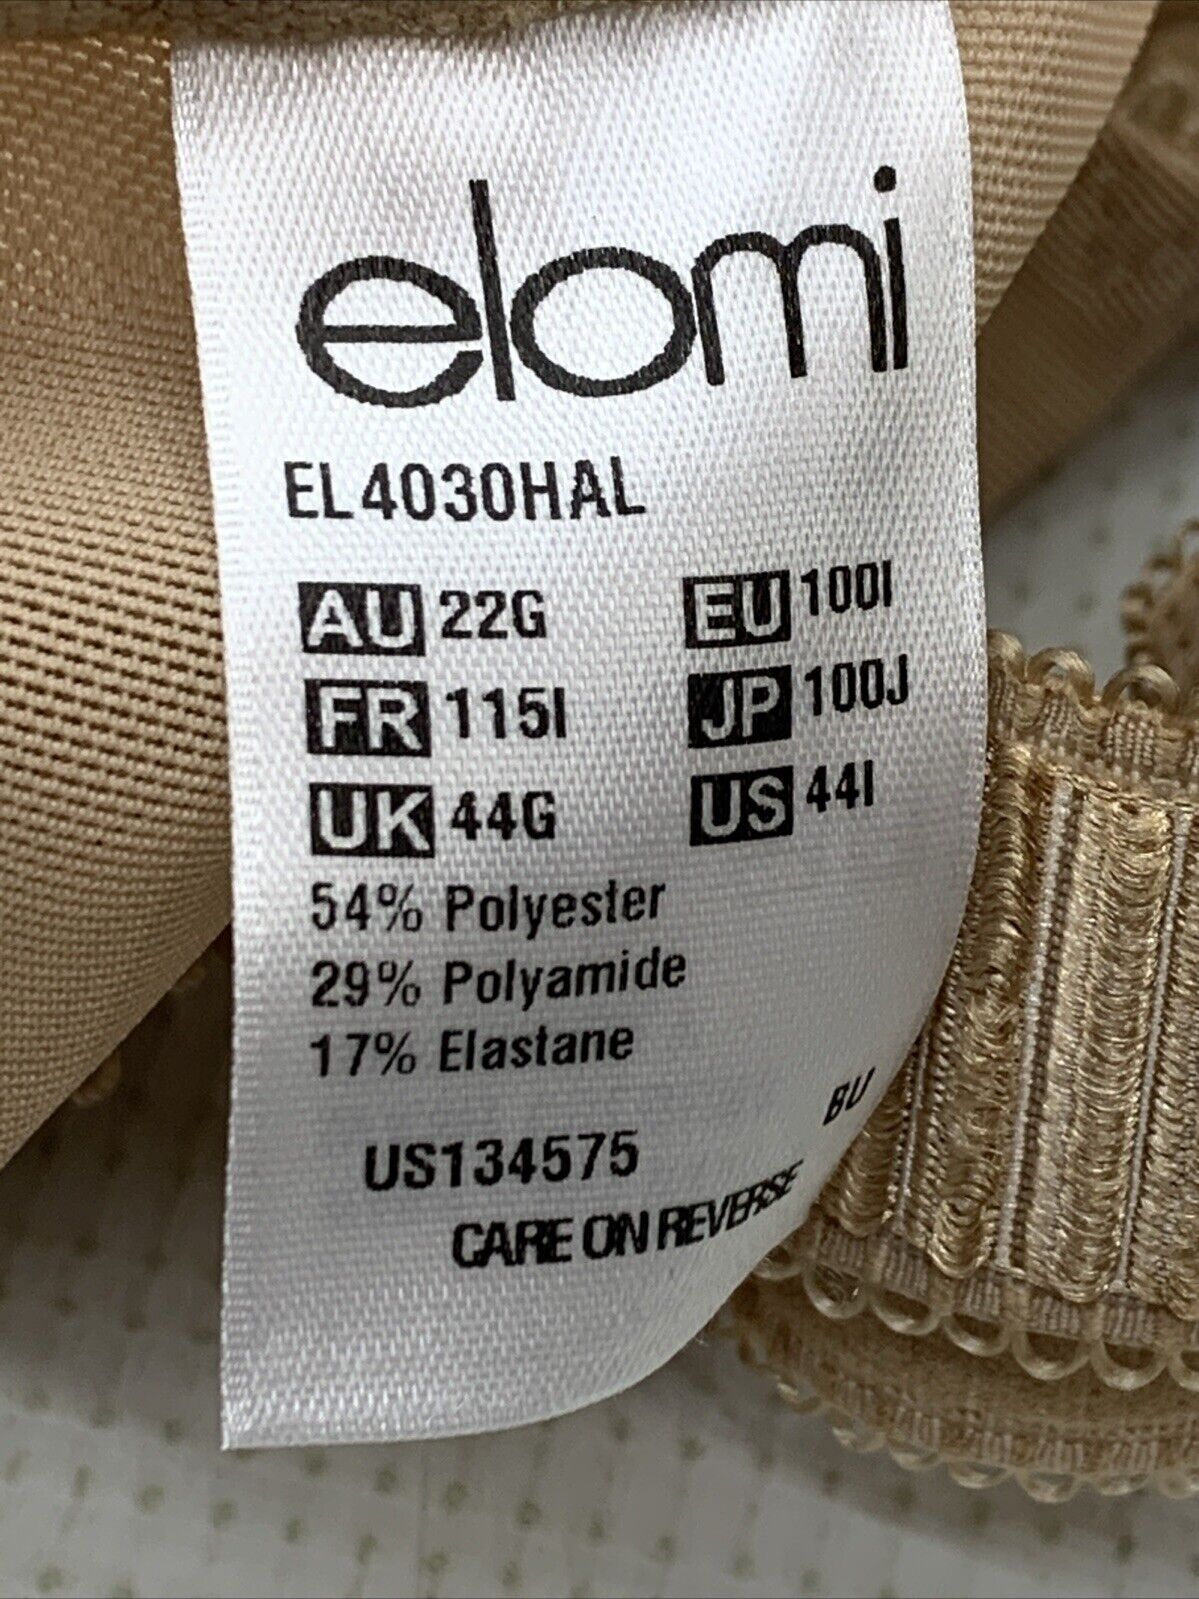 elomi
EL4030HAL
AU 22G EU 100I
FR 115I JP 100J
UK 44G US 44I
54% Polyester
29% Polyamide
17% Elastane
BU
US134575
CARE ON REVERSE